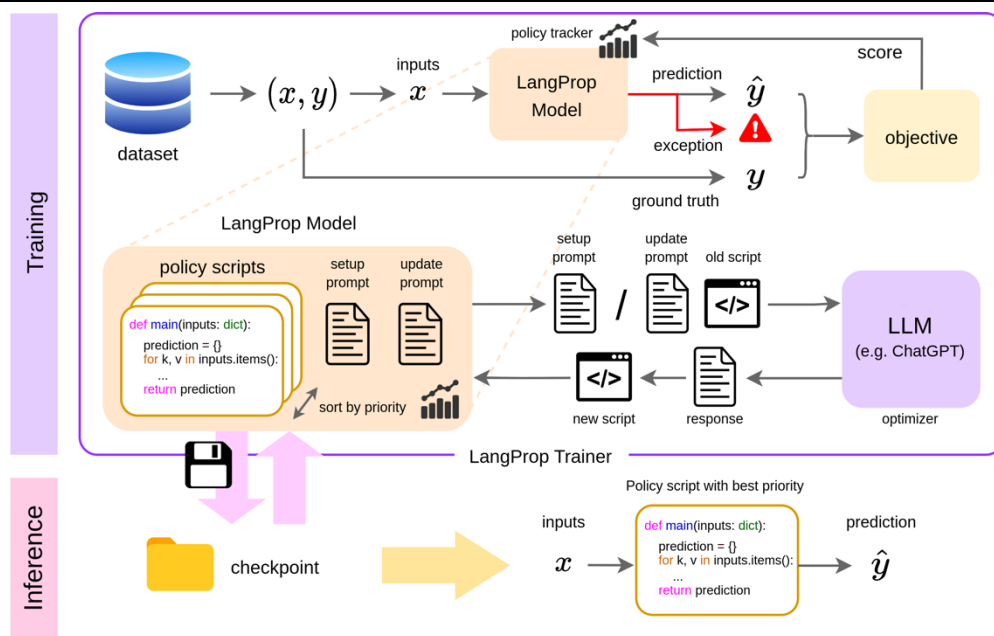 Training
policy tracker
score
inputs
prediction
(x, y)
x
LangProp
Model
ŷ
exception
objective
dataset
y
ground truth
LangProp Model
policy scripts
setup
prompt
update
prompt
def main(inputs: dict):
prediction = {}
for k, v in inputs.items():
...
return prediction
sort by priority
setup
prompt
update
prompt
old script
/
</>
LLM
(e.g. ChatGPT)
</>
new script
response
optimizer
LangProp Trainer
Inference
checkpoint
Policy script with best priority
inputs
x
def main(inputs: dict):
prediction = {}
for k, v in inputs.items():
...
return prediction
prediction
ŷ